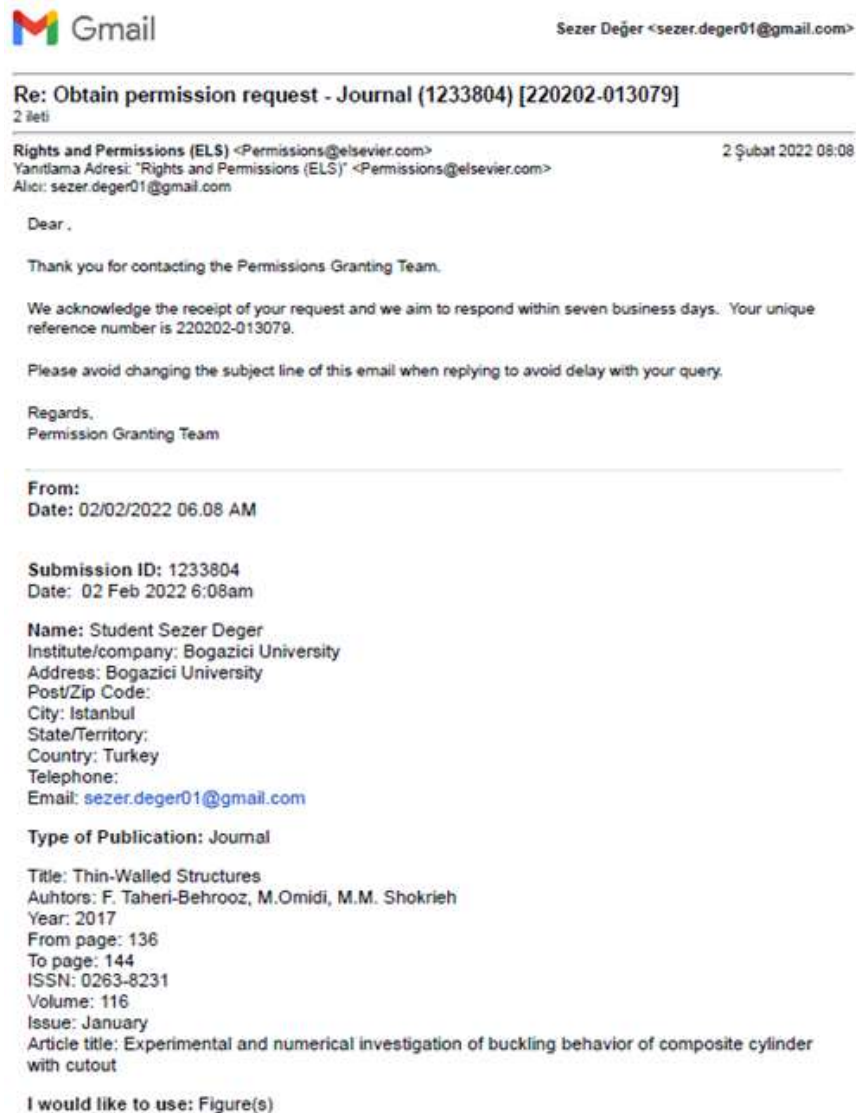 Gmail
Sezer Değer <sezer.deger01@gmail.com>
Re: Obtain permission request - Journal (1233804) [220202-013079]
2 ileti
Rights and Permissions (ELS) <Permissions@elsevier.com>
2 Şubat 2022 08:08
Yanıtlama Adresi: "Rights and Permissions (ELS)" <Permissions@elsevier.com>
Alıcı: sezer.deger01@gmail.com
Dear ,
Thank you for contacting the Permissions Granting Team.
We acknowledge the receipt of your request and we aim to respond within seven business days. Your unique
reference number is 220202-013079.
Please avoid changing the subject line of this email when replying to avoid delay with your query.
Regards,
Permission Granting Team
From:
Date: 02/02/2022 06.08 AM
Submission ID: 1233804
Date: 02 Feb 2022 6:08am
Name: Student Sezer Deger
Institute/company: Bogazici University
Address: Bogazici University
Post/Zip Code:
City: Istanbul
State/Territory:
Country: Turkey
Telephone:
Email: sezer.deger01@gmail.com
Type of Publication: Journal
Title: Thin-Walled Structures
Auhtors: F. Taheri-Behrooz, M.Omidi, M.M. Shokrieh
Year: 2017
From page: 136
To page: 144
ISSN: 0263-8231
Volume: 116
Issue: January
Article title: Experimental and numerical investigation of buckling behavior of composite cylinder
with cutout
I would like to use: Figure(s)